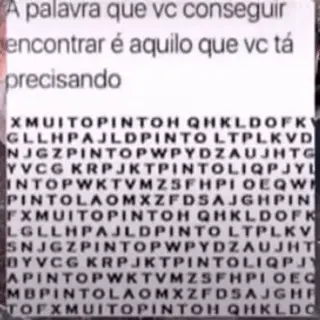 A palavra que vc conseguir
encontrar é aquilo que vc tá
precisando
XMUITOPINTOH QHKLDOFK
GLLHPAJLDPINTO LTPLKVD
NJGZPINTOPWPYDZAUJHTG
YVCG KRPJKTPINTOLIQPJYL
INTOPWKTVMZSFHPI OEQW
PINTOLAOMXZFDSAJGHPIN
FXMUITOPINTOH QHKLDOFK
LGLLHPAJLDPINTO LTPLKV
SNJGZPINTOPWPYDZAUJHT
BYVCG KRPJKTPINTOLIQPJ
APINTOPWKTVMZSFHPI OEQ
MBPINTOLAOMXZFDSAJGHF
TOFXMUITOPINTOH QHKLDO